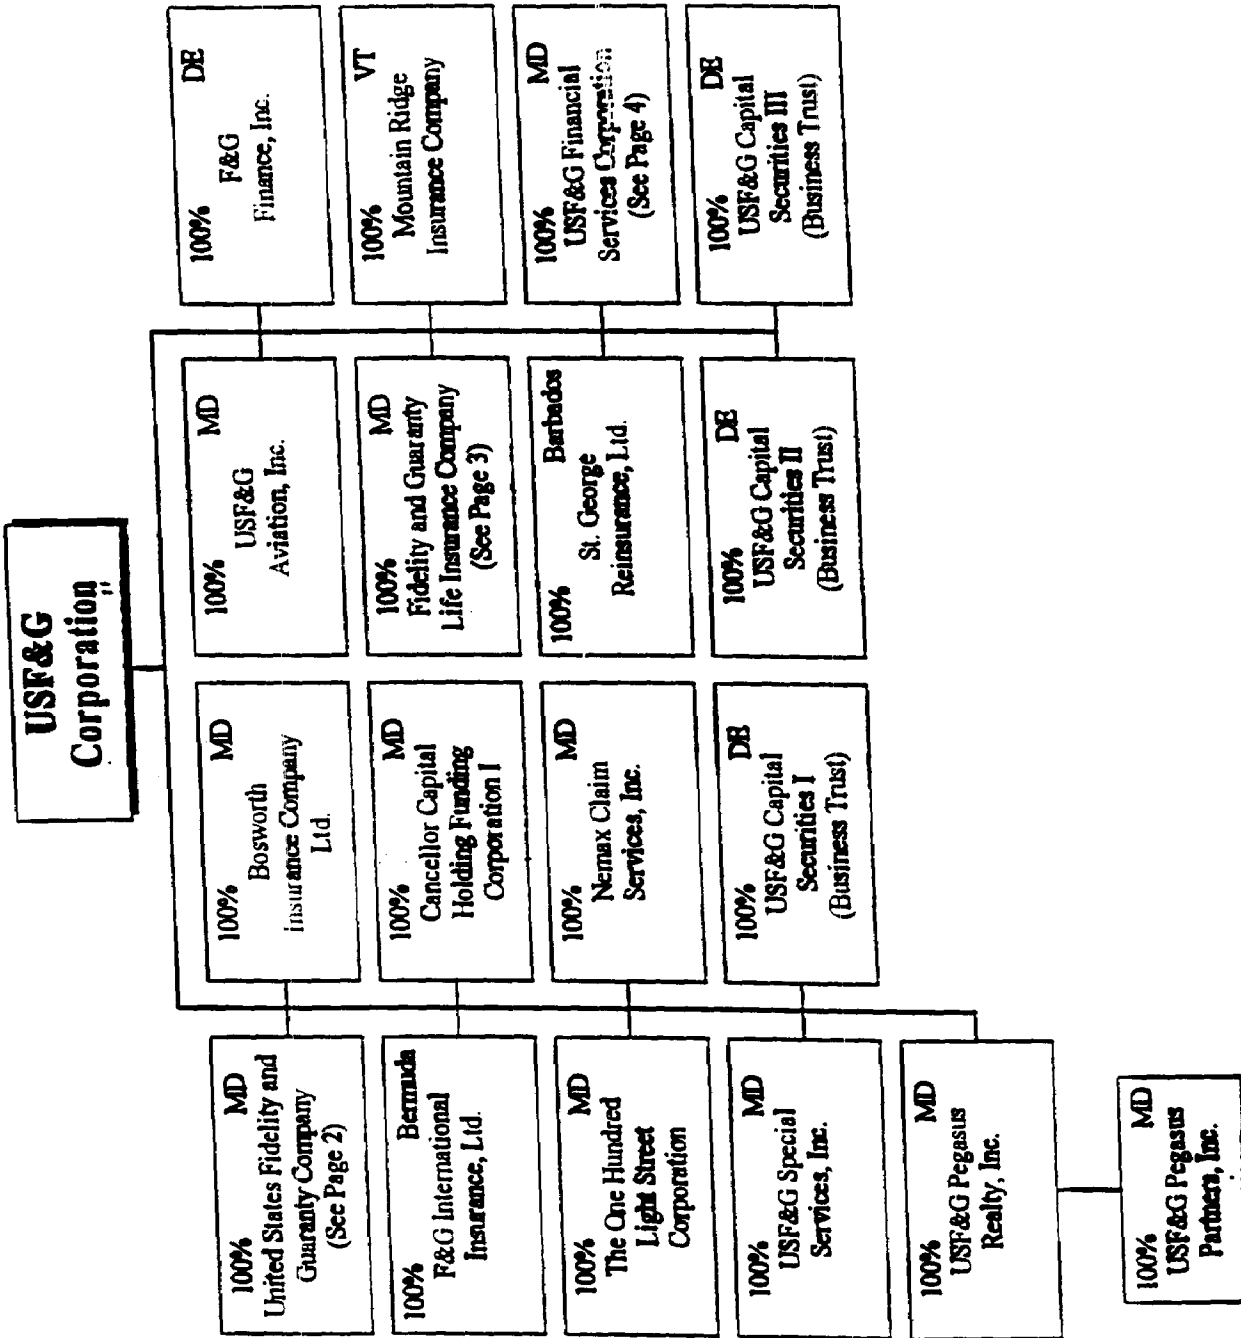 USF&G
Corporation
100% MD
United States Fidelity and
Guaranty Company
(See Page 2)
100% MD
Bosworth
insurance Company
Ltd.
100% MD
USF&G
Aviation, Inc.
100% DE
F&G
Finance, Inc.
100% Bermuda
F&G International
Insurance, Ltd.
100% MD
Cancellor Capital
Holding Funding
Corporation I
100% MD
Fidelity and Guaranty
Life Insurance Company
(See Page 3)
100% VT
Mountain Ridge
Insurance Company
100% MD
The One Hundred
Light Street
Corporation
100% MD
Nemax Claim
Services, Inc.
100% Barbados
St. George
Reinsurance, Ltd.
100% MD
USF&G Financial
Services Corporation
(See Page 4)
100% MD
USF&G Special
Services, Inc.
100% DE
USF&G Capital
Securities I
(Business Trust)
100% DE
USF&G Capital
Securities II
(Business Trust)
100% DE
USF&G Capital
Securities III
(Business Trust)
100% MD
USF&G Pegasus
Realty, Inc.
100% MD
USF&G Pegasus
Partners, Inc.